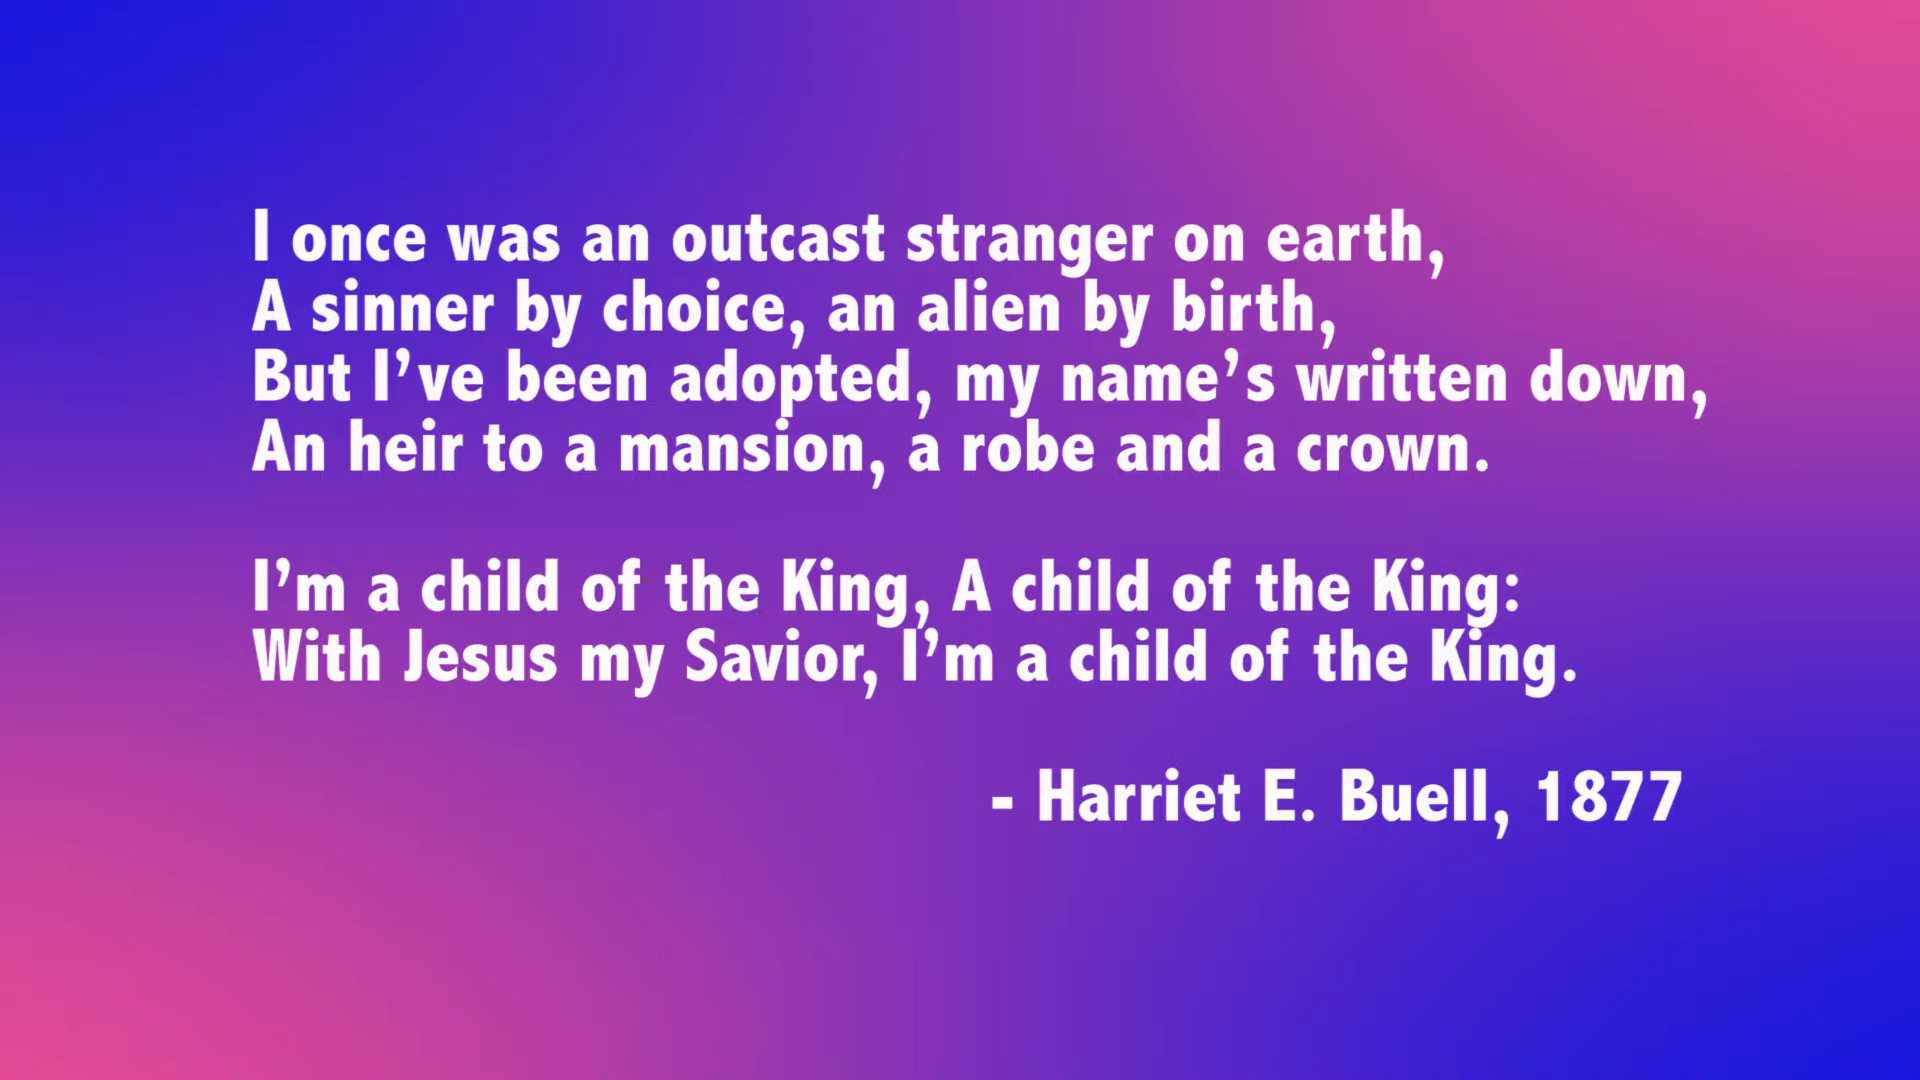 I once was an outcast stranger on earth,
A sinner by choice, an alien by birth,
But I’ve been adopted, my name’s written down,
An heir to a mansion, a robe and a crown.
I’m a child of the King, A child of the King:
With Jesus my Savior, I’m a child of the King.
- Harriet E. Buell, 1877